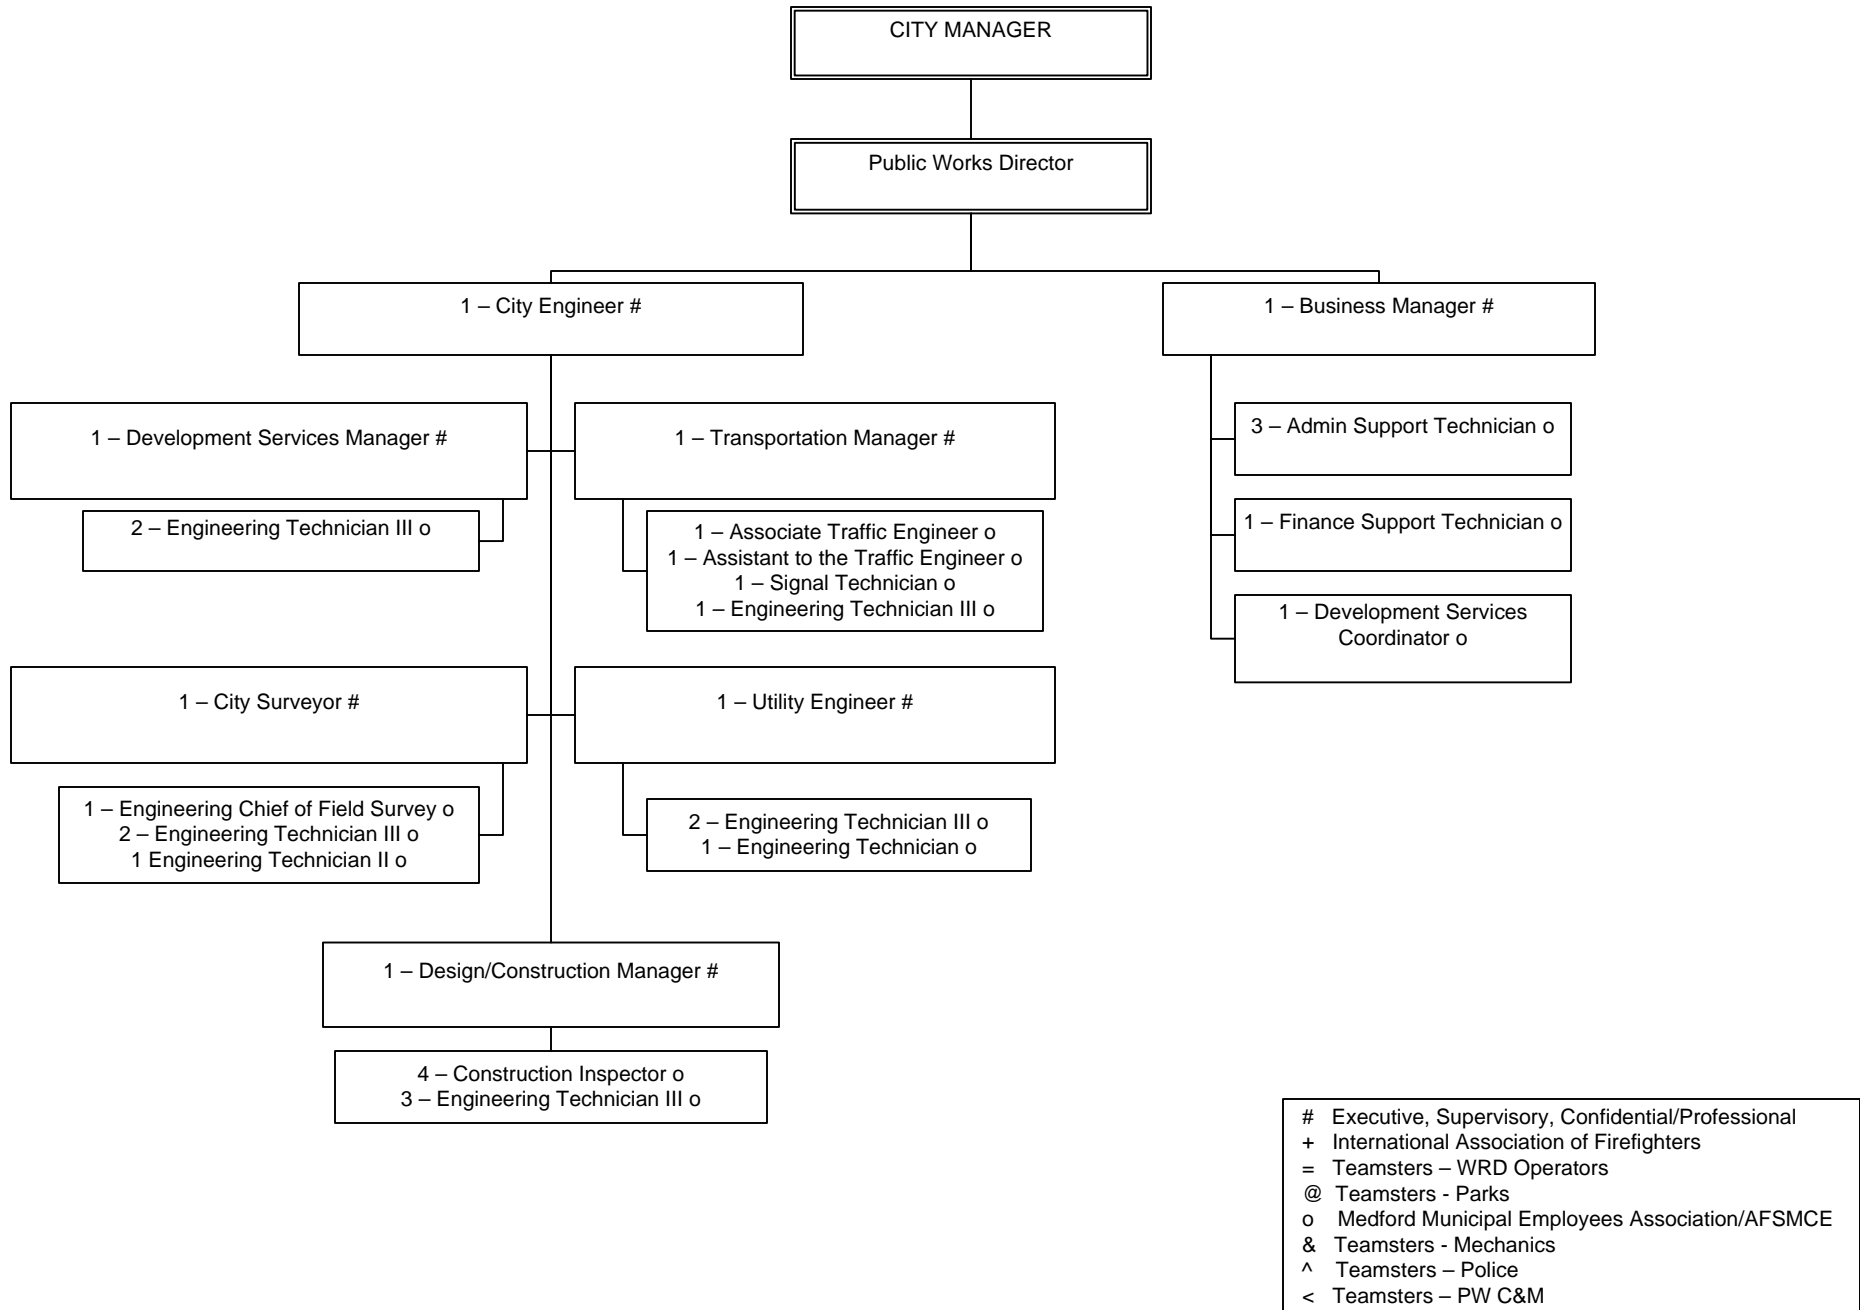 CITY MANAGER
Public Works Director
1 – City Engineer #
1 – Business Manager #
1 – Development Services Manager #
1 – Transportation Manager #
3 – Admin Support Technician o
2 – Engineering Technician III o
1 – Associate Traffic Engineer o
1 – Assistant to the Traffic Engineer o
1 – Signal Technician o
1 – Engineering Technician III o
1 – Finance Support Technician o
1 – Development Services
Coordinator o
1 – City Surveyor #
1 – Utility Engineer #
1 – Engineering Chief of Field Survey o
2 – Engineering Technician III o
1 Engineering Technician II o
2 – Engineering Technician III o
1 – Engineering Technician o
1 – Design/Construction Manager #
4 – Construction Inspector o
3 – Engineering Technician III o
# Executive, Supervisory, Confidential/Professional
+ International Association of Firefighters
= Teamsters – WRD Operators
@ Teamsters - Parks
o Medford Municipal Employees Association/AFSMCE
& Teamsters - Mechanics
^ Teamsters – Police
< Teamsters – PW C&M